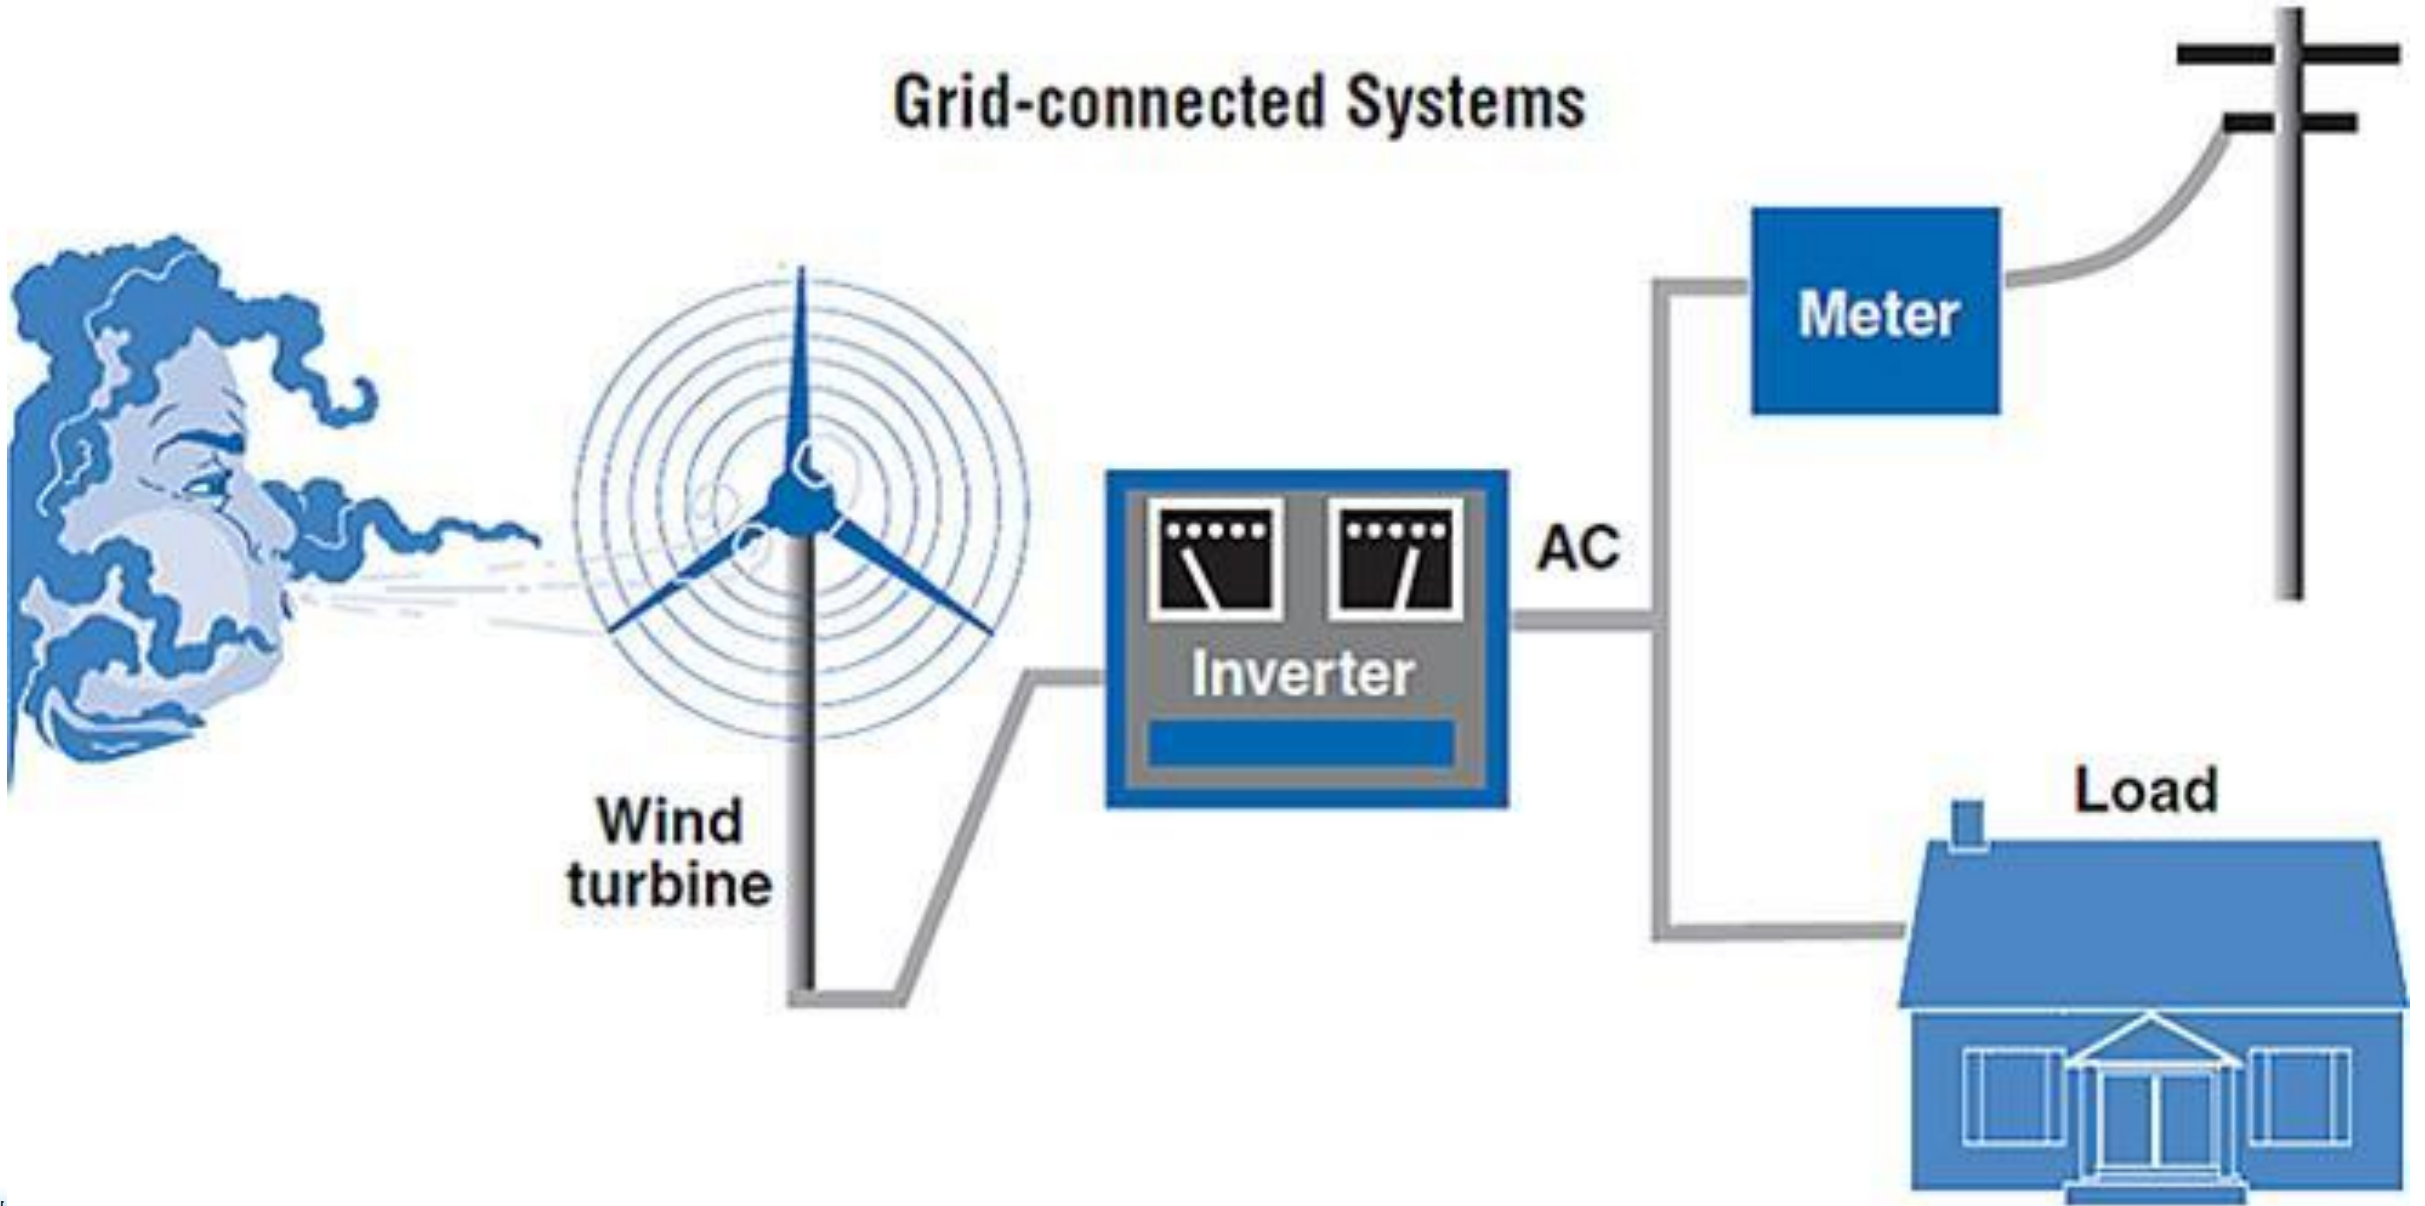 Grid-connected Systems
Meter
AC
Inverter
Wind
turbine
Load